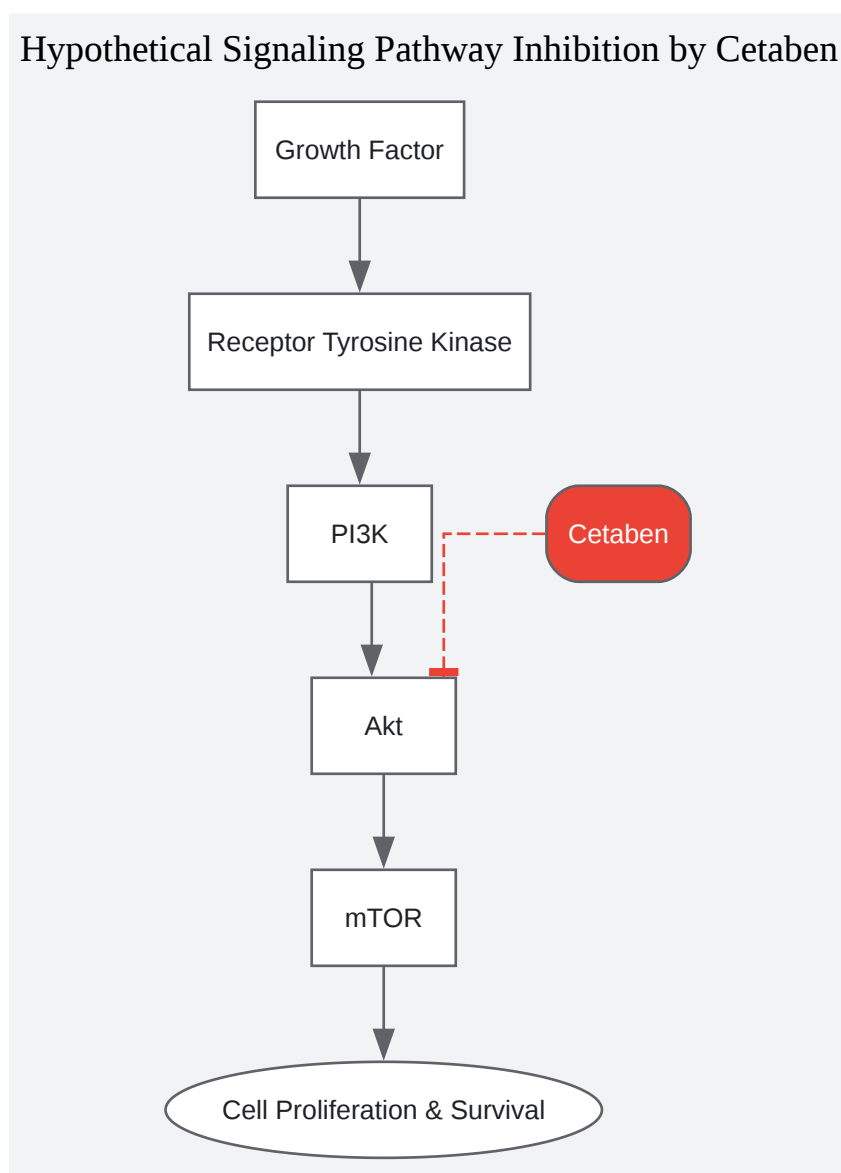 Hypothetical Signaling Pathway Inhibition by Cetaben
Growth Factor
Receptor Tyrosine Kinase
PI3K
Cetaben
Akt
mTOR
Cell Proliferation & Survival